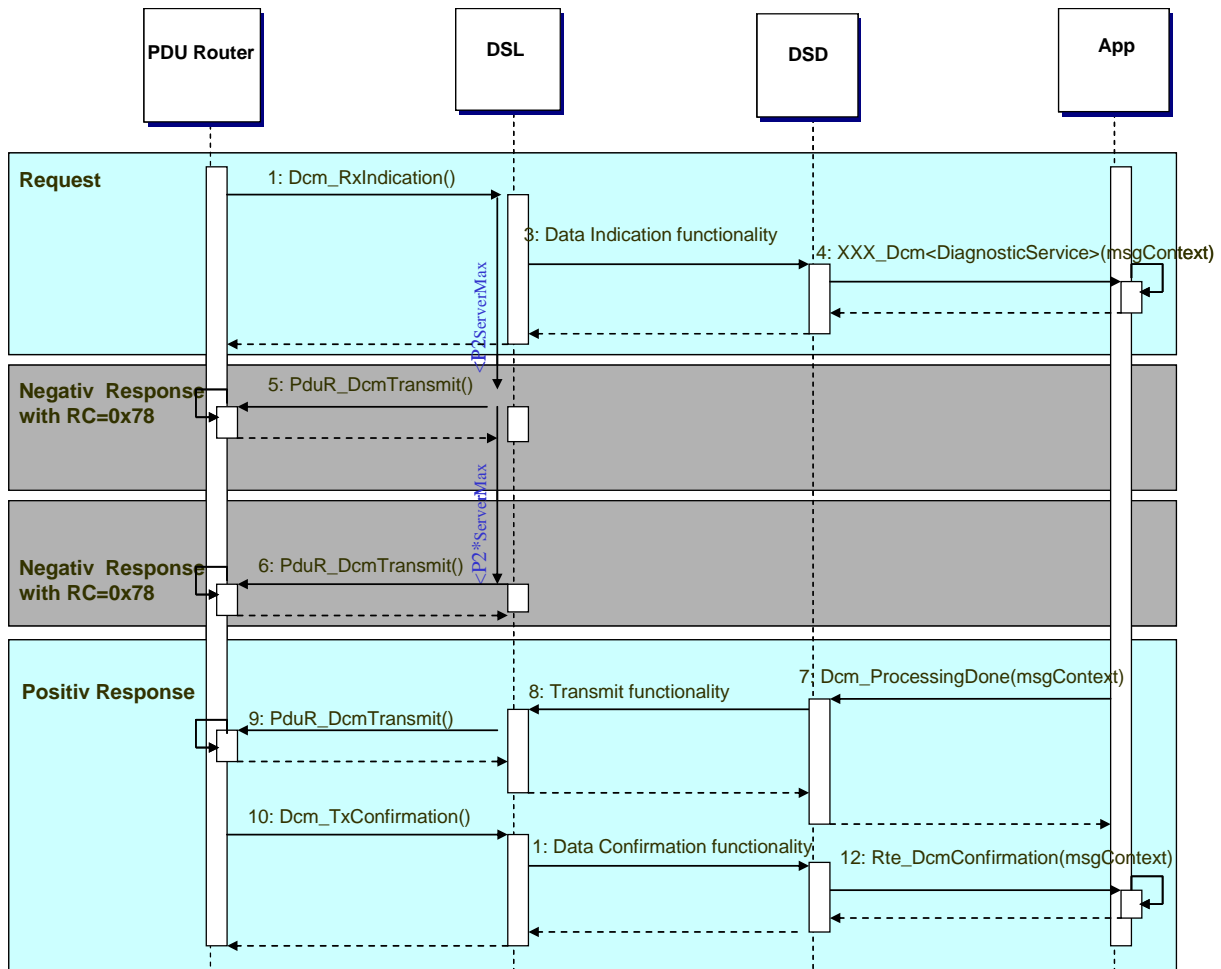 PDU Router
DSL
DSD
App
Request
1: Dcm_RxIndication()
3: Data Indication functionality
4: XXX_Dcm<DiagnosticService>(msgContext)
<P2ServerMax
Negativ Response
with RC=0x78
5: PduR_DcmTransmit()
<P2*ServerMax
Negativ Response
with RC=0x78
6: PduR_DcmTransmit()
Positiv Response
7: Dcm_ProcessingDone(msgContext)
8: Transmit functionality
9: PduR_DcmTransmit()
10: Dcm_TxConfirmation()
1: Data Confirmation functionality
12: Rte_DcmConfirmation(msgContext)